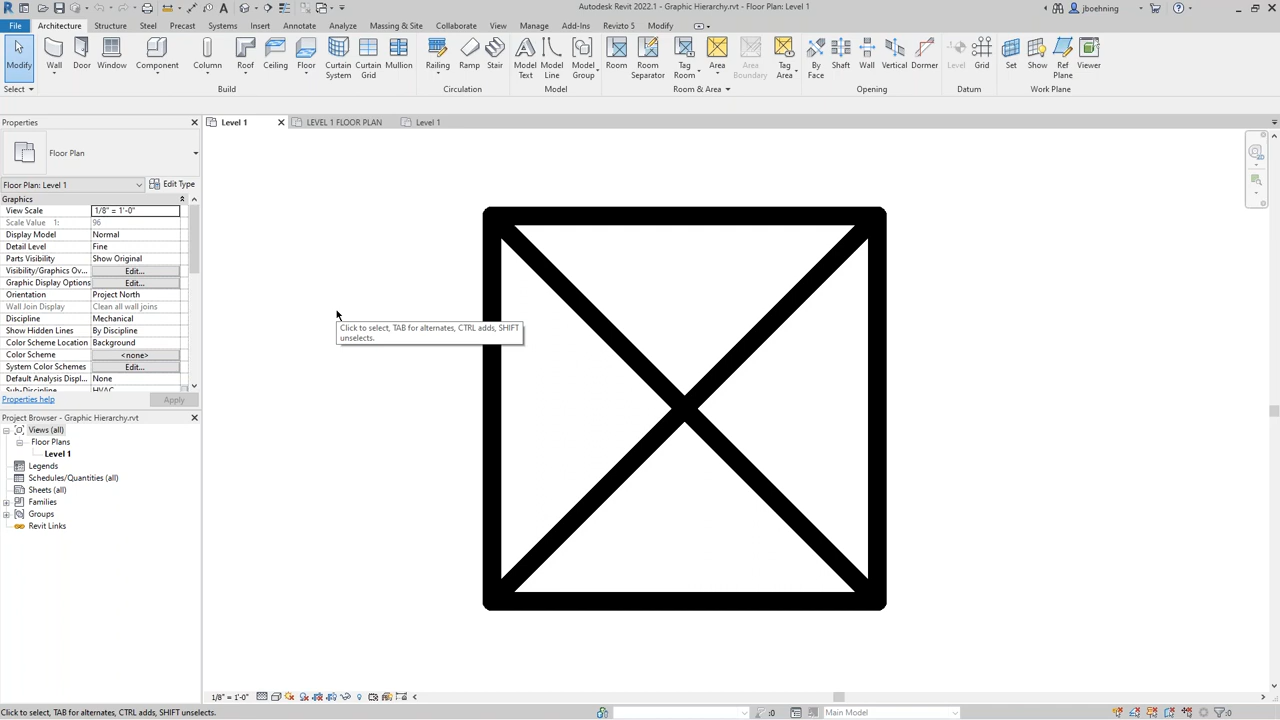 Autodesk Revit 2022.1 - Graphic Hierarchy.rvt - Floor Plan: Level 1
jboehning
File Architecture Structure Steel Precast Systems Insert Annotate Analyze Massing & Site Collaborate View Manage Add-Ins Revizto 5 Modify
Modify Wall Door Window Component Column Roof Ceiling Floor Curtain System Curtain Grid Mullion Railing Ramp Stair Model Text Model Line Model Group Room Room Separator Tag Room Area Area Boundary Tag Area By Face Shaft Wall Vertical Dormer Level Grid Set Show Ref Plane Viewer
Select Build Circulation Model Room & Area Opening Datum Work Plane
Properties
Level 1 LEVEL 1 FLOOR PLAN Level 1
Floor Plan
Floor Plan: Level 1 Edit Type
Graphics
View Scale 1/8" = 1'-0"
Scale Value 1: 96
Display Model Normal
Detail Level Fine
Parts Visibility Show Original
Visibility/Graphics Ov... Edit...
Graphic Display Options Edit...
Orientation Project North
Wall Join Display Clean all wall joins
Discipline Mechanical
Show Hidden Lines By Discipline
Color Scheme Location Background
Color Scheme <none>
System Color Schemes Edit...
Default Analysis Displ... None
Sub-Discipline HVAC
Properties help Apply
Project Browser - Graphic Hierarchy.rvt
Views (all)
Floor Plans
Level 1
Legends
Schedules/Quantities (all)
Sheets (all)
Families
Groups
Revit Links
Click to select, TAB for alternates, CTRL adds, SHIFT
unselects.
1/8" = 1'-0"
Click to select, TAB for alternates, CTRL adds, SHIFT unselects.
:0 Main Model :0